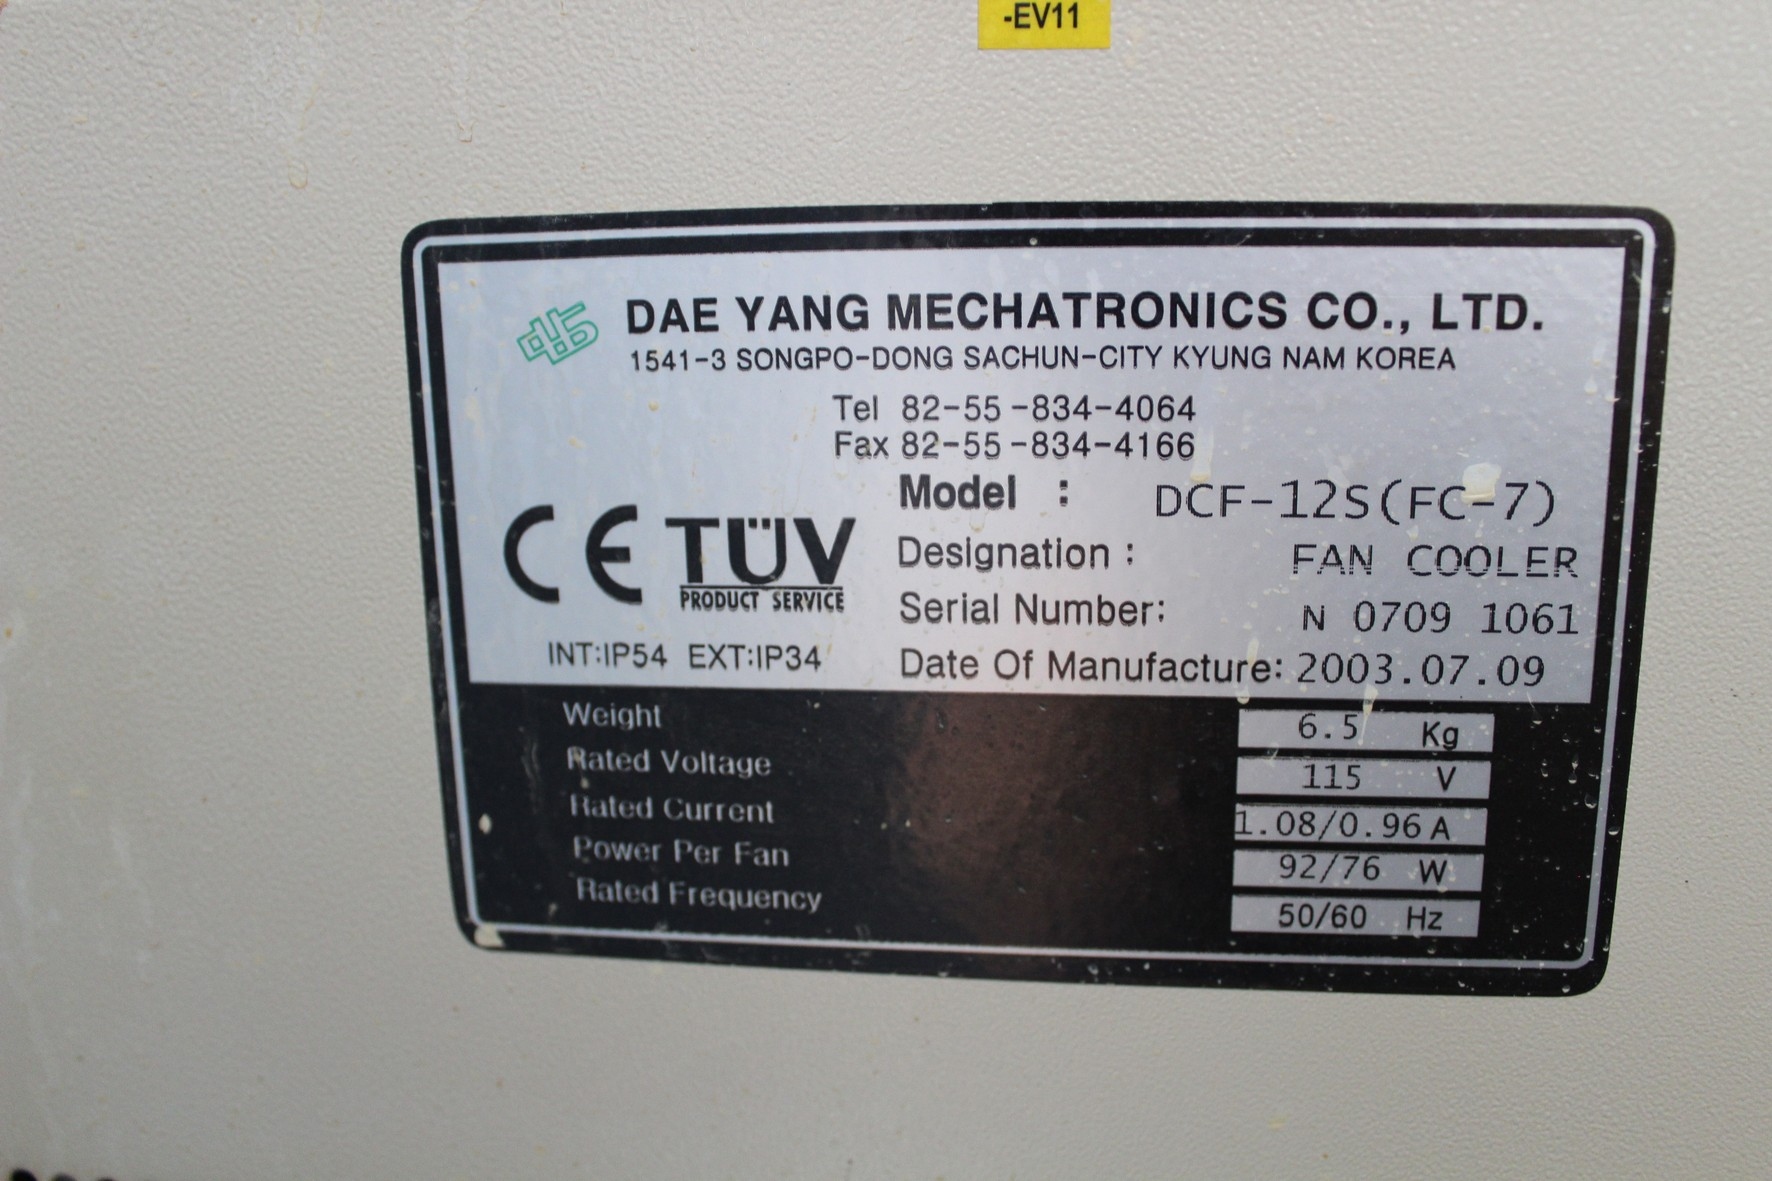 -EV11
DAE YANG MECHATRONICS CO., LTD.
1541-3 SONGPO-DONG SACHUN-CITY KYUNG NAM KOREA
Tel 82-55-834-4064
Fax 82-55-834-4166
Model : DCF-12S(FC-7)
Designation : FAN COOLER
Serial Number: N 0709 1061
Date Of Manufacture: 2003.07.09
CE TÜV
PRODUCT SERVICE
INT:IP54 EXT:IP34
Weight 6.5 Kg
Rated Voltage 115 V
Rated Current 1.08/0.96 A
Power Per Fan 92/76 W
Rated Frequency 50/60 Hz